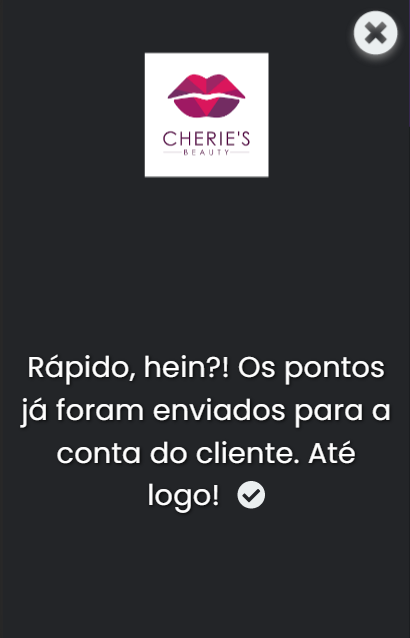 CHERIE'S
BEAUTY
Rápido, hein?! Os pontos
já foram enviados para a
conta do cliente. Até
logo!